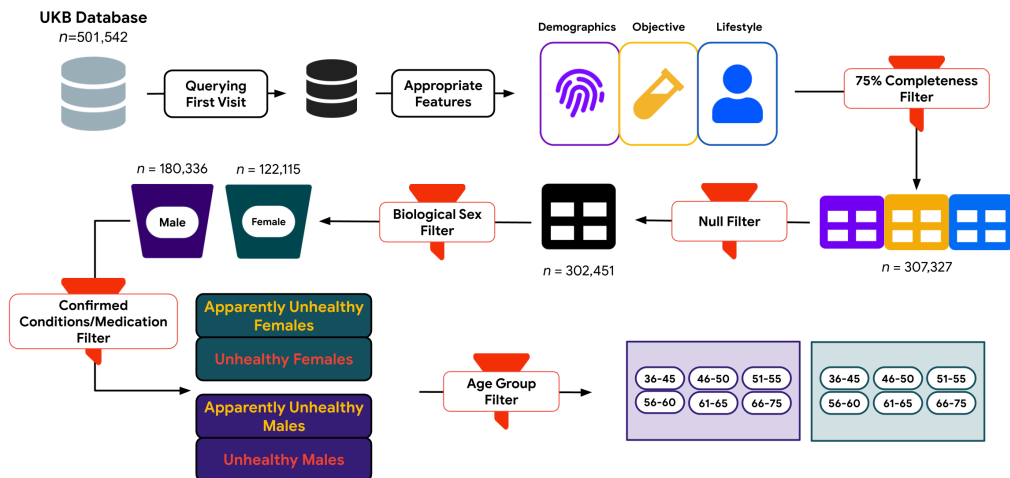 UKB Database
n=501,542
Querying
First Visit
Appropriate
Features
Demographics
Objective
Lifestyle
75% Completeness
Filter
n = 307,327
Null Filter
n = 302,451
Biological Sex
Filter
n = 180,336
n = 122,115
Male
Female
Confirmed
Conditions/Medication
Filter
Apparently Unhealthy
Females
Unhealthy Females
Apparently Unhealthy
Males
Unhealthy Males
Age Group
Filter
36-45 46-50 51-55
56-60 61-65 66-75
36-45 46-50 51-55
56-60 61-65 66-75